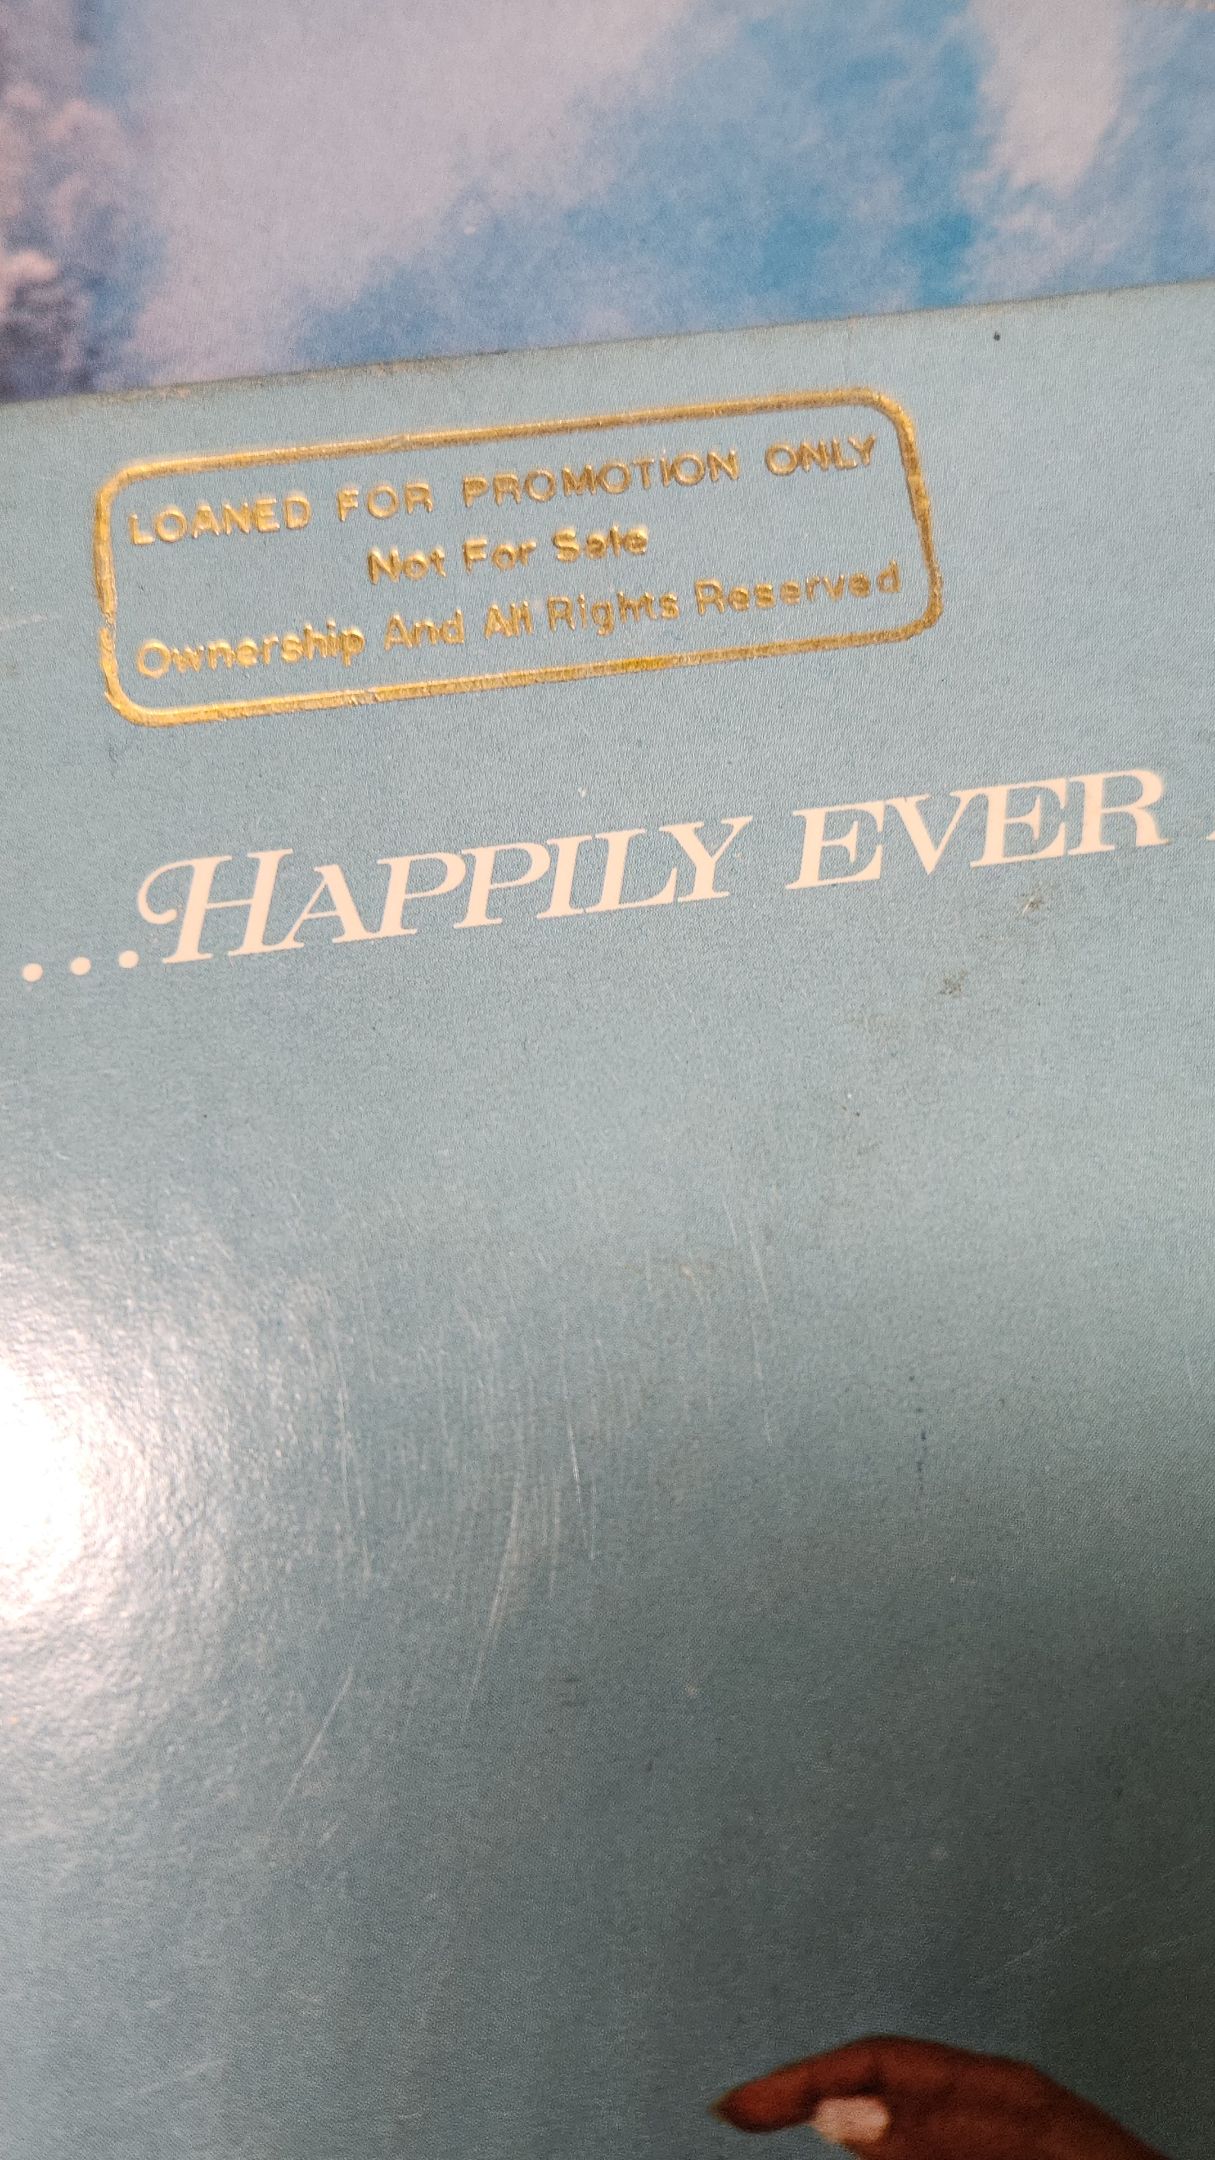 LOANED FOR PROMOTION ONLY
Not For Sale
Ownership And All Rights Reserved
...HAPPILY EVER